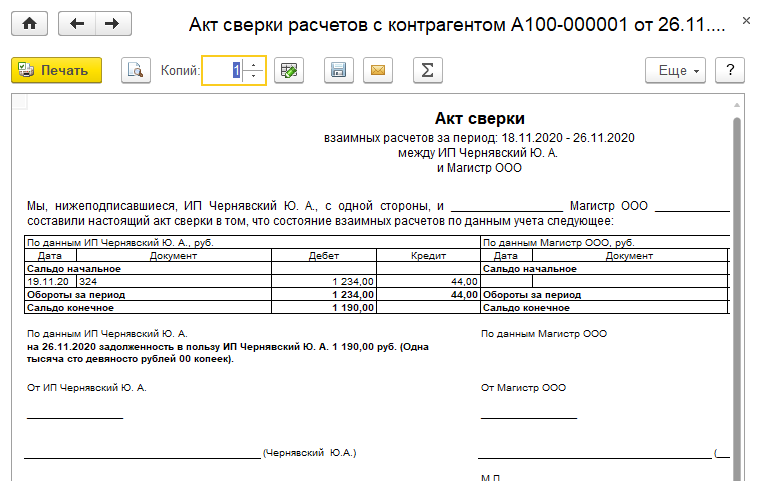 Акт сверки расчетов с контрагентом А100-000001 от 26.11....
Печать Копий: 1 Σ Еще ?
Акт сверки
взаимных расчетов за период: 18.11.2020 - 26.11.2020
между ИП Чернявский Ю. А.
и Магистр ООО
Мы, нижеподписавшиеся, ИП Чернявский Ю. А., с одной стороны, и ____________________ Магистр ООО ____________
составили настоящий акт сверки в том, что состояние взаимных расчетов по данным учета следующее:
По данным ИП Чернявский Ю. А., руб. По данным Магистр ООО, руб.
Дата Документ Дебет Кредит Дата Документ
Сальдо начальное Сальдо начальное
19.11.20 324 1 234,00 44,00
Обороты за период 1 234,00 44,00 Обороты за период
Сальдо конечное 1 190,00 Сальдо конечное
По данным ИП Чернявский Ю. А. По данным Магистр ООО
на 26.11.2020 задолженность в пользу ИП Чернявский Ю. А. 1 190,00 руб. (Одна
тысяча сто девяносто рублей 00 копеек).
От ИП Чернявский Ю. А. От Магистр ООО
(Чернявский Ю.А.) (
М.П.